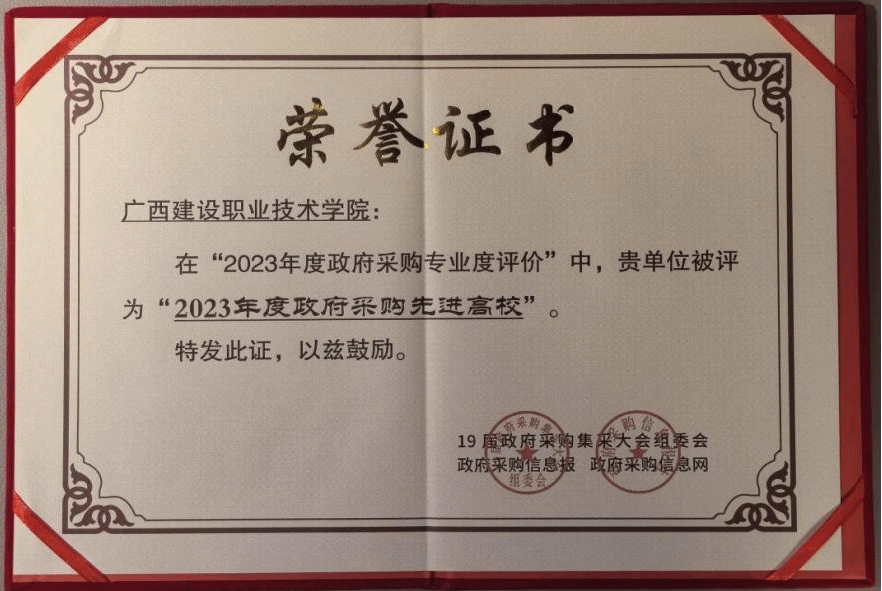 荣誉证书
广西建设职业技术学院：
在“2023年度政府采购专业度评价”中，贵单位被评
为“2023年度政府采购先进高校”。
特发此证，以兹鼓励。
19届政府采购集采大会组委会
政府采购信息报 政府采购信息网
组委会